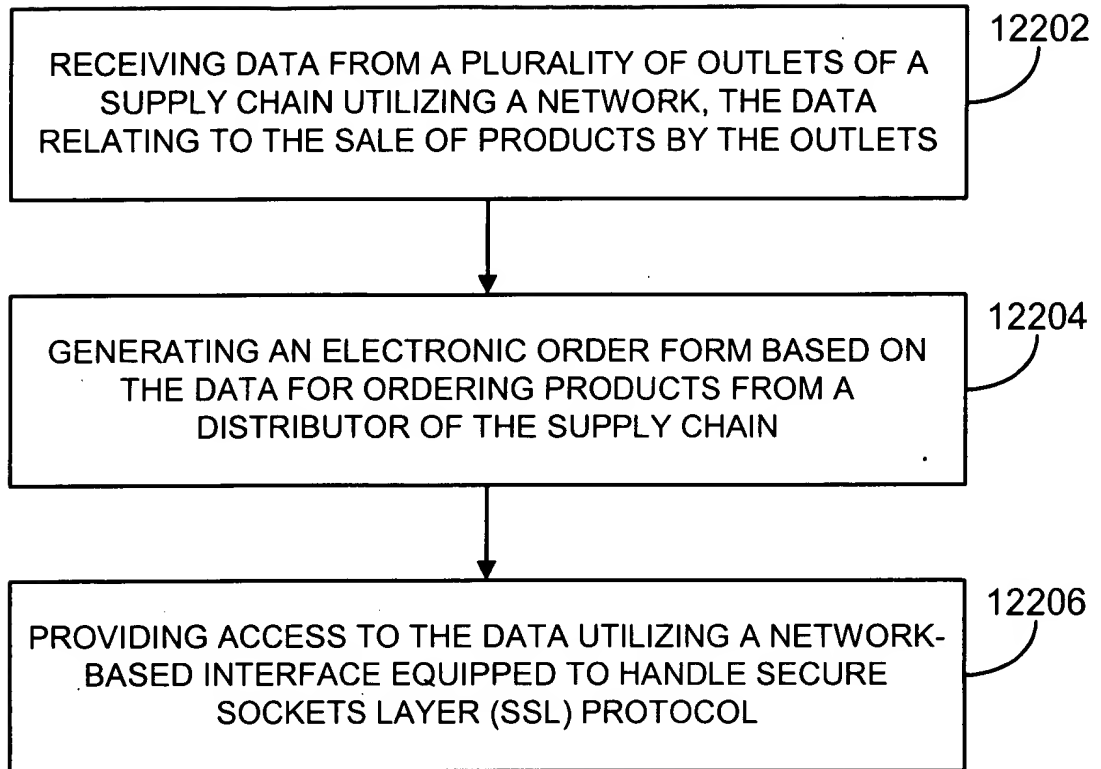 12202
RECEIVING DATA FROM A PLURALITY OF OUTLETS OF A
SUPPLY CHAIN UTILIZING A NETWORK, THE DATA
RELATING TO THE SALE OF PRODUCTS BY THE OUTLETS
12204
GENERATING AN ELECTRONIC ORDER FORM BASED ON
THE DATA FOR ORDERING PRODUCTS FROM A
DISTRIBUTOR OF THE SUPPLY CHAIN
12206
PROVIDING ACCESS TO THE DATA UTILIZING A NETWORK-
BASED INTERFACE EQUIPPED TO HANDLE SECURE
SOCKETS LAYER (SSL) PROTOCOL